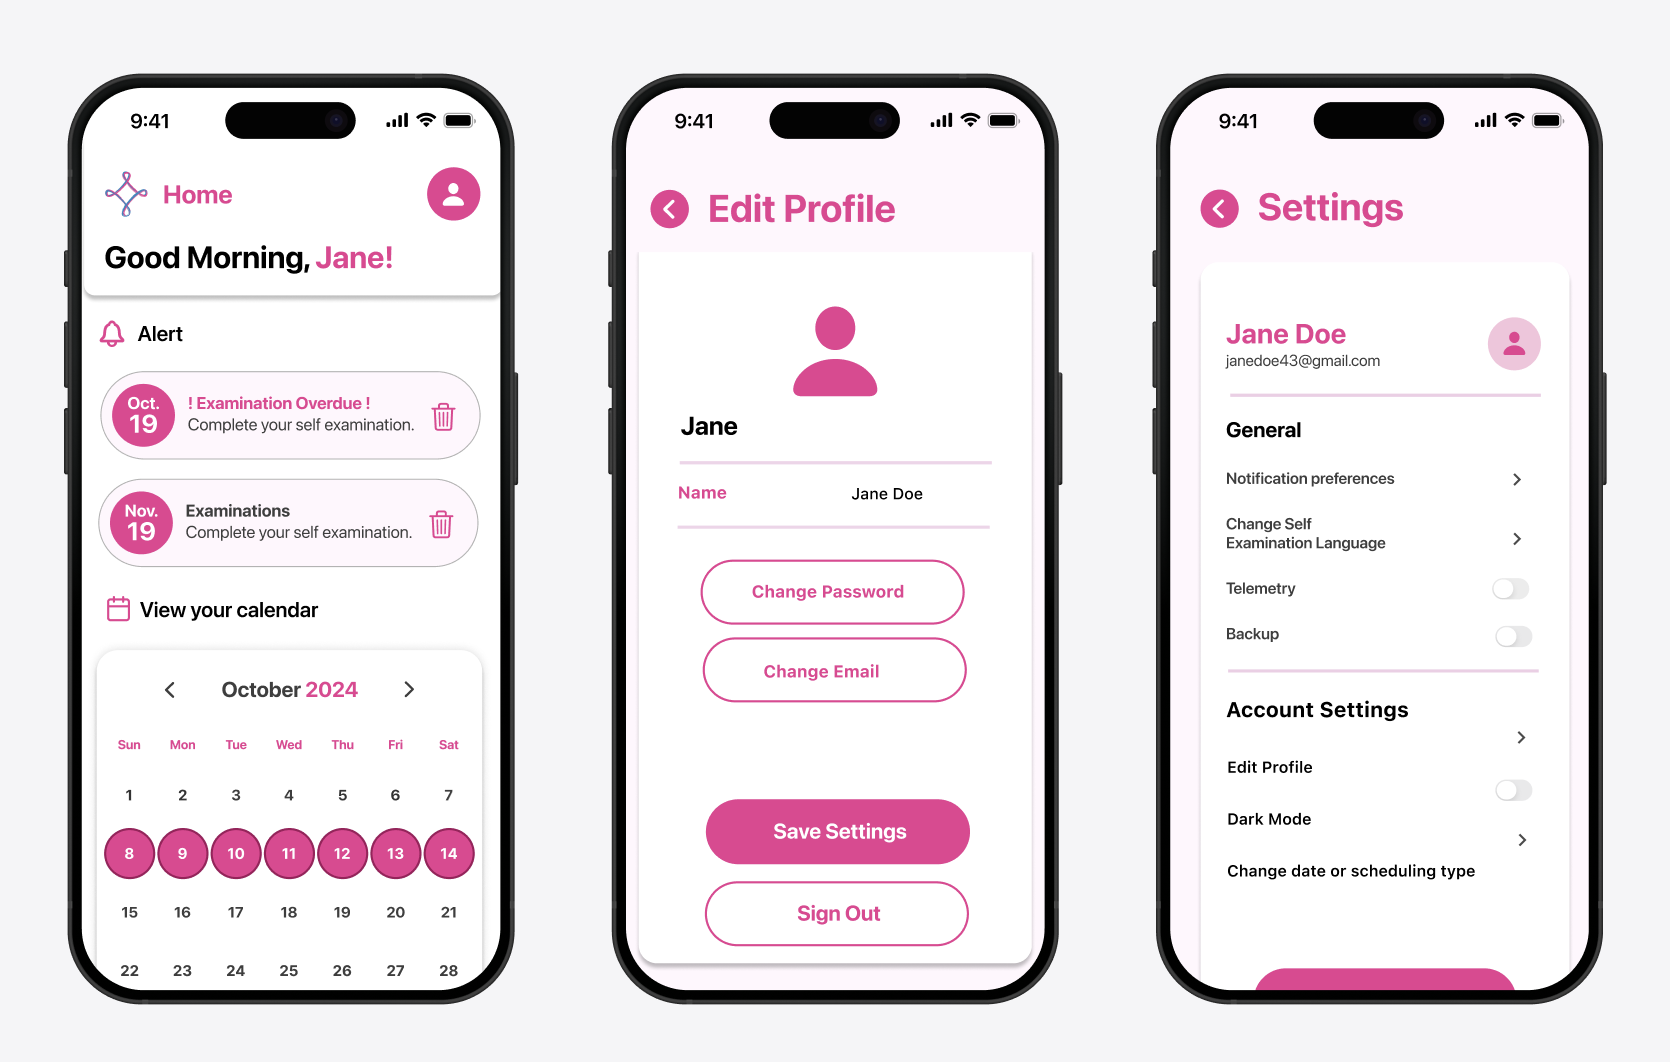 9:41
Home
Good Morning, Jane!
Alert
Oct.
19
! Examination Overdue !
Complete your self examination.
Nov.
19
Examinations
Complete your self examination.
View your calendar
October 2024
Sun Mon Tue Wed Thu Fri Sat
1 2 3 4 5 6 7
8 9 10 11 12 13 14
15 16 17 18 19 20 21
22 23 24 25 26 27 28
9:41
Edit Profile
Jane
Name Jane Doe
Change Password
Change Email
Save Settings
Sign Out
9:41
Settings
Jane Doe
janedoe43@gmail.com
General
Notification preferences
Change Self
Examination Language
Telemetry
Backup
Account Settings
Edit Profile
Dark Mode
Change date or scheduling type